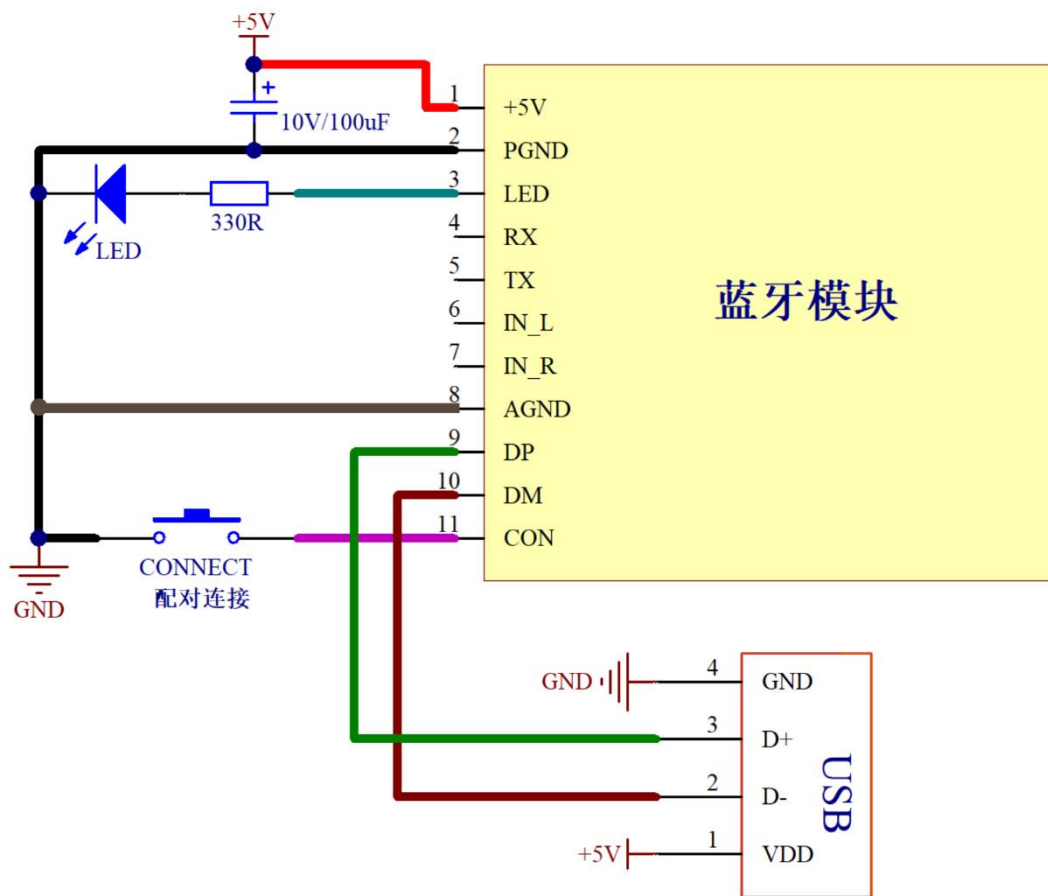 +5V
+
10V/100uF
1
+5V
2
PGND
3
LED
330R
LED
4
RX
5
TX
6
IN_L
7
IN_R
8
AGND
9
DP
10
DM
11
CON
蓝牙模块
CONNECT
配对连接
GND
GND
4
GND
3
D+
2
D-
+5V
1
VDD
USB